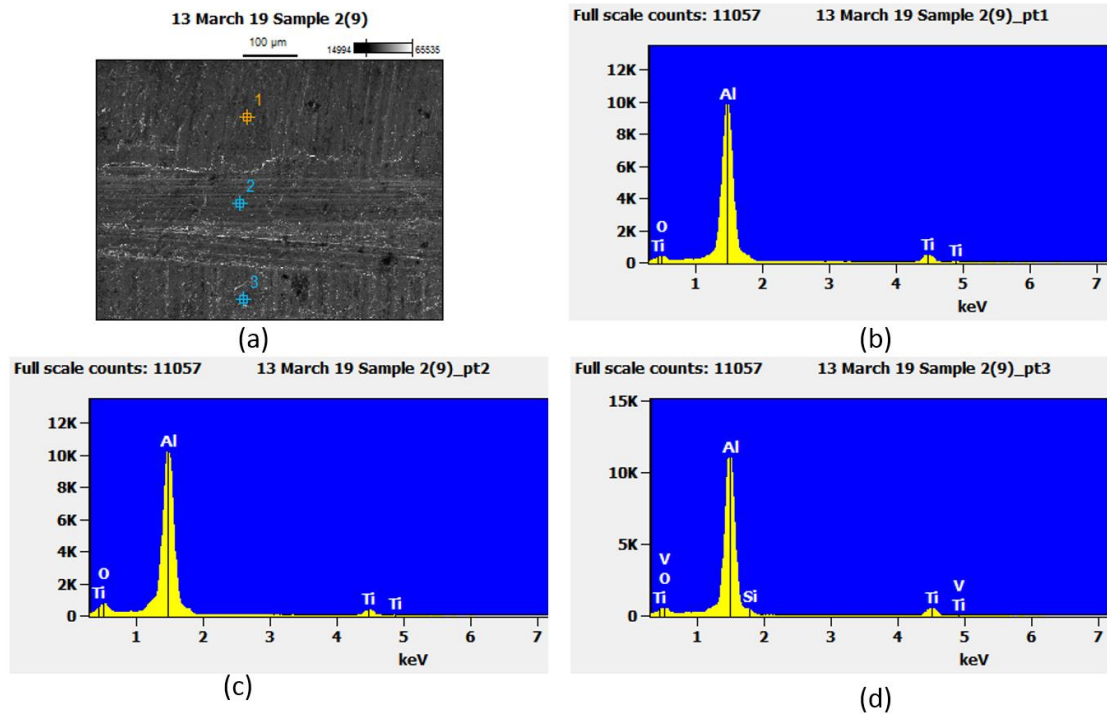 13 March 19 Sample 2(9)
100 µm
14994 65535
1
2
3
(a)
Full scale counts: 11057 13 March 19 Sample 2(9)_pt1
12K
10K
8K
6K
4K
2K
0
Al
O
Ti
Ti
Ti
1 2 3 4 5 6 7
keV
(b)
Full scale counts: 11057 13 March 19 Sample 2(9)_pt2
12K
10K
8K
6K
4K
2K
0
Al
O
Ti
Ti
Ti
1 2 3 4 5 6 7
keV
(c)
Full scale counts: 11057 13 March 19 Sample 2(9)_pt3
15K
10K
5K
0
Al
V
O
Ti
Si
Ti
V
Ti
1 2 3 4 5 6 7
keV
(d)